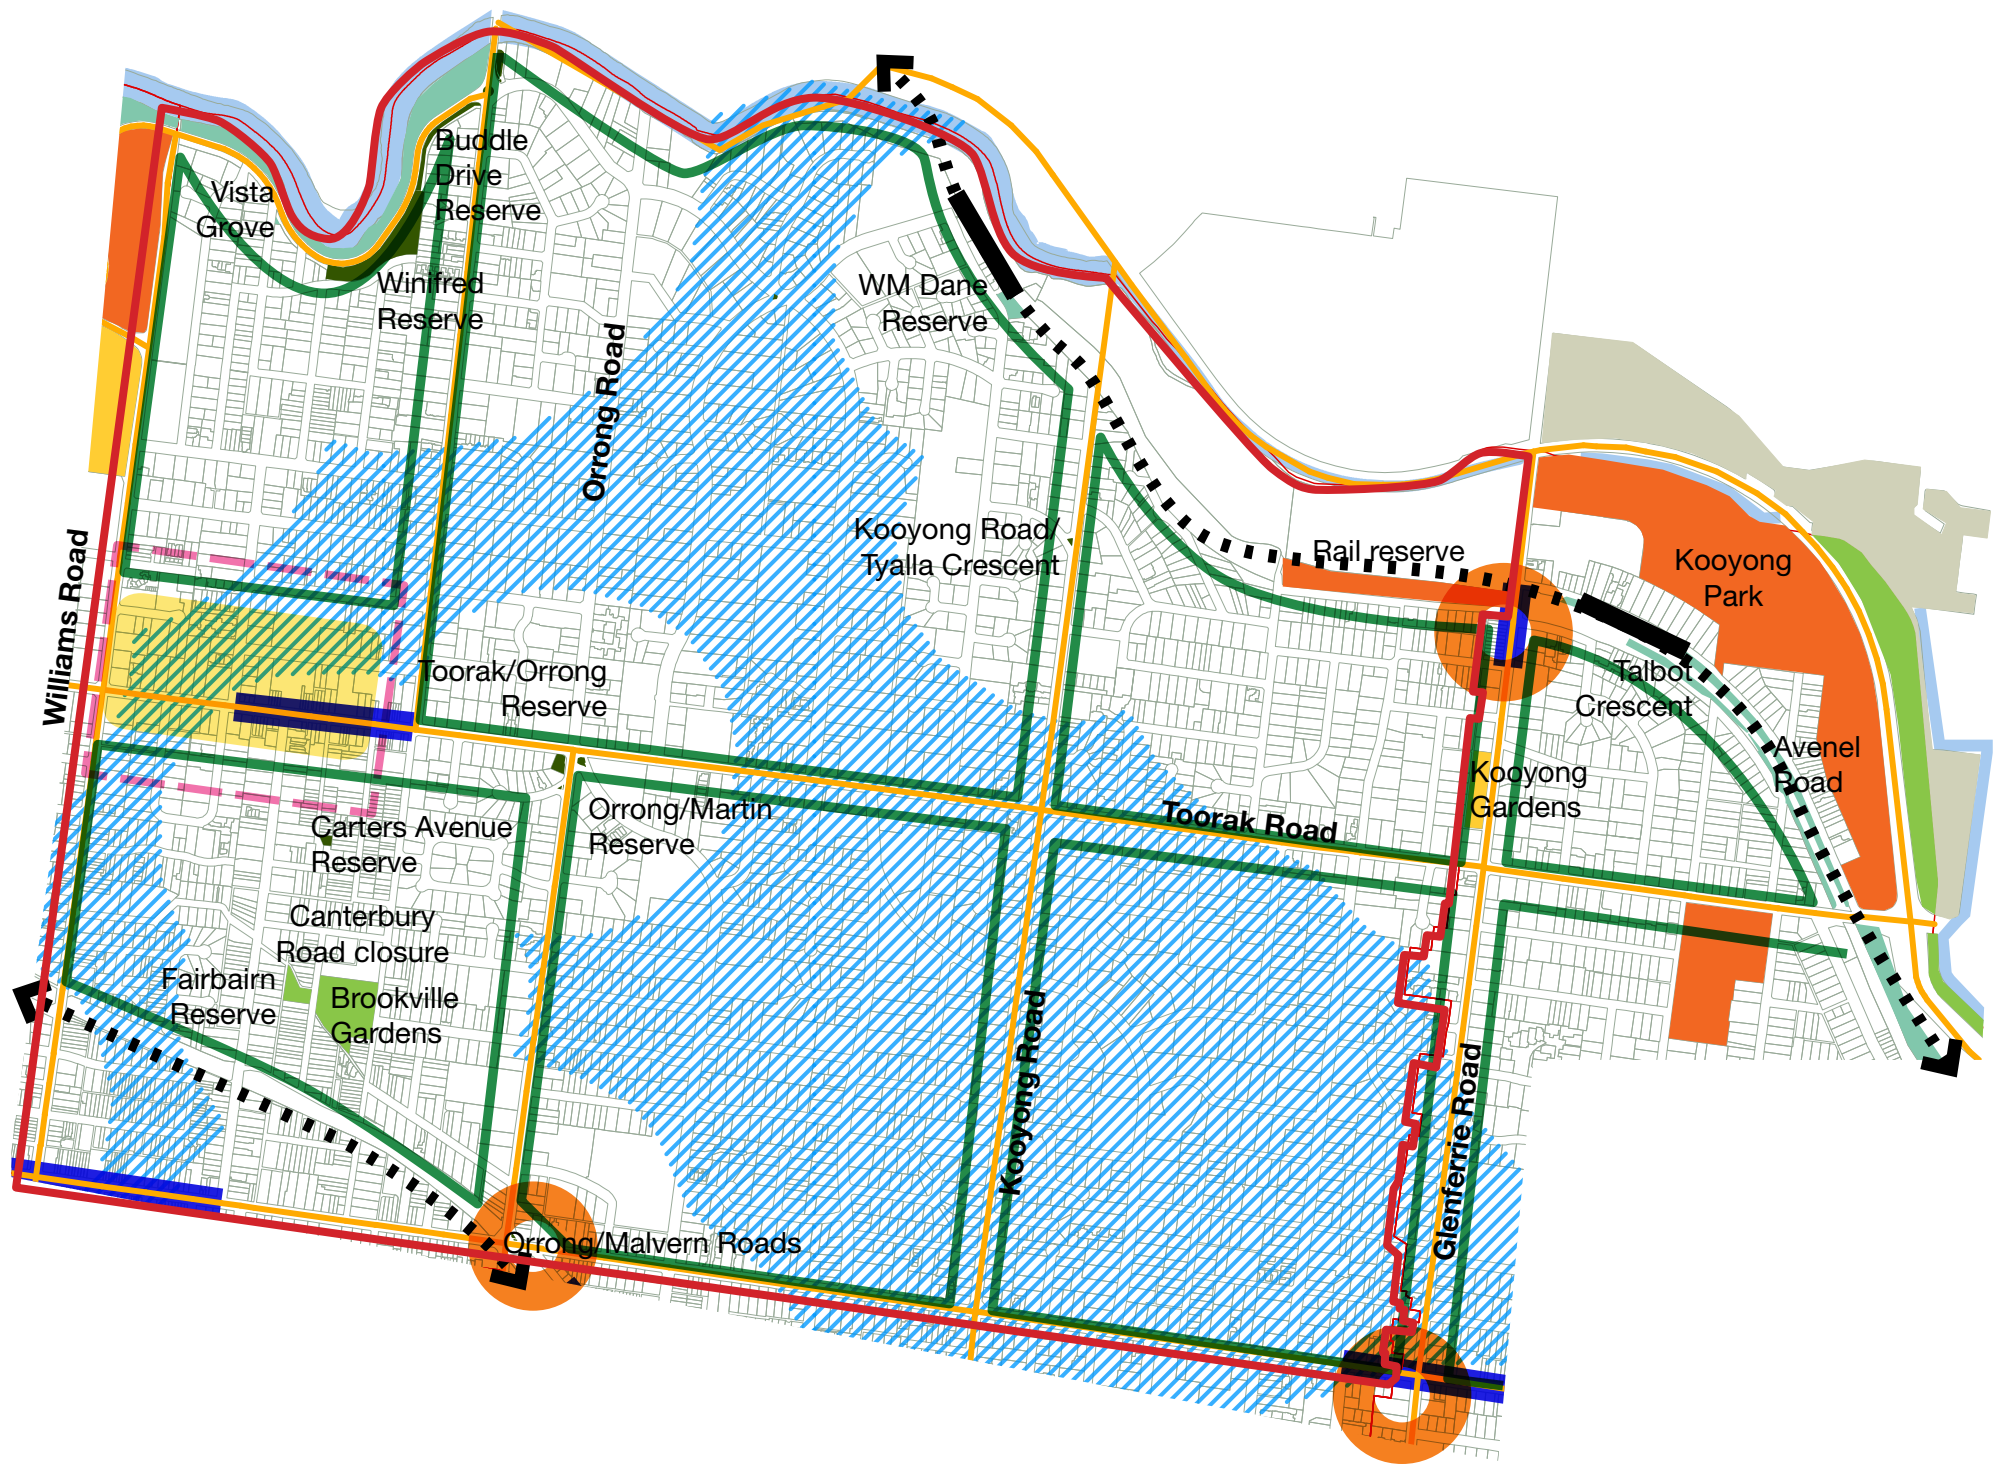 Buddle
Drive
Reserve
Vista
Grove
Winifred
Reserve
WM Dane
Reserve
Orrong Road
Kooyong Road/
Tyalla Crescent
Rail reserve
Kooyong
Park
Williams Road
Toorak/Orrong
Reserve
Talbot
Crescent
Avenel
Road
Kooyong
Gardens
Orrong/Martin
Reserve
Toorak Road
Carters Avenue
Reserve
Canterbury
Road closure
Fairbairn
Reserve
Brookville
Gardens
Kooyong Road
Glenferrie Road
Orrong/Malvern Roads